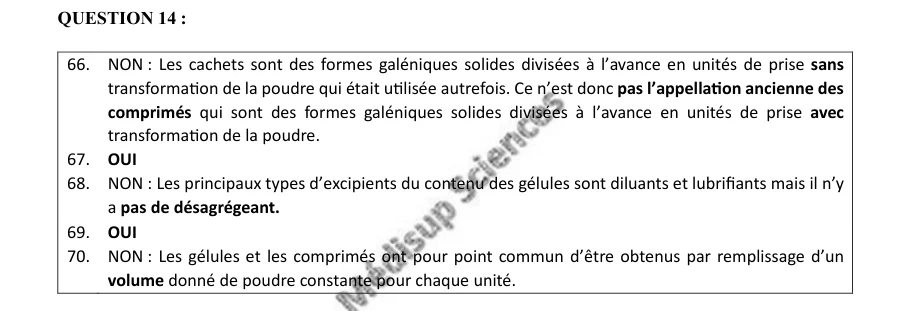 QUESTION 14 :
66. NON : Les cachets sont des formes galéniques solides divisées à l'avance en unités de prise sans
transformation de la poudre qui était utilisée autrefois. Ce n'est donc pas l'appellation ancienne des
comprimés qui sont des formes galéniques solides divisées à l'avance en unités de prise avec
transformation de la poudre.
67. OUI
68. NON : Les principaux types d'excipients du contenu des gélules sont diluants et lubrifiants mais il n'y
a pas de désagrégeant.
69. OUI
70. NON : Les gélules et les comprimés ont pour point commun d'être obtenus par remplissage d'un
volume donné de poudre constante pour chaque unité.
Médisup Sciences